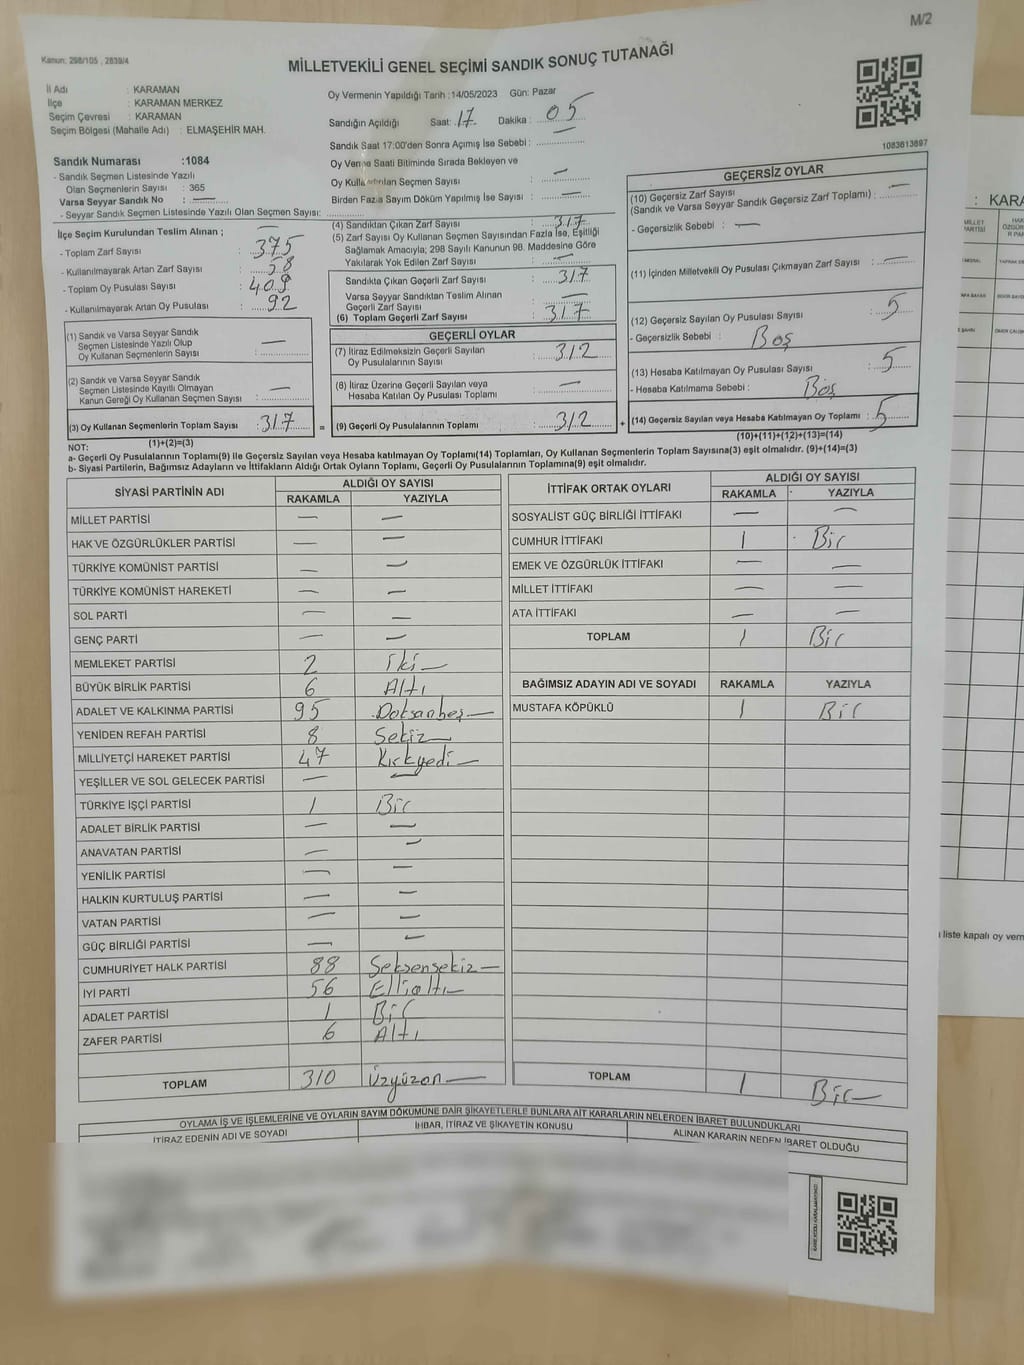 M/2
Kanun: 298/105 , 2839/4
MİLLETVEKİLİ GENEL SEÇİMİ SANDIK SONUÇ TUTANAĞI
İl Adı : KARAMAN
İlçe : KARAMAN MERKEZ
Seçim Çevresi : KARAMAN
Seçim Bölgesi (Mahalle Adı) : ELMAŞEHİR MAH.
Sandık Numarası :1084
- Sandık Seçmen Listesinde Yazılı
Olan Seçmenlerin Sayısı : 365
Varsa Seyyar Sandık No : —
- Seyyar Sandık Seçmen Listesinde Yazılı Olan Seçmen Sayısı: —
İlçe Seçim Kurulundan Teslim Alınan ;
- Toplam Zarf Sayısı : 375
- Kullanılmayarak Artan Zarf Sayısı : 58
- Toplam Oy Pusulası Sayısı : 409
- Kullanılmayarak Artan Oy Pusulası : 92
(1) Sandık ve Varsa Seyyar Sandık
Seçmen Listesinde Yazılı Olup
Oy Kullanan Seçmenlerin Sayısı : —
(2) Sandık ve Varsa Seyyar Sandık
Seçmen Listesinde Kayıtlı Olmayan
Kanun Gereği Oy Kullanan Seçmen Sayısı : —
(3) Oy Kullanan Seçmenlerin Toplam Sayısı : 317
(1)+(2)=(3)
Oy Vermenin Yapıldığı Tarih :14/05/2023 Gün: Pazar
Sandığın Açıldığı Saat: 17 Dakika : 05
Sandık Saat 17:00'den Sonra Açımış İse Sebebi : —
Oy Verme Saati Bitiminde Sırada Bekleyen ve
Oy Kullandırılan Seçmen Sayısı : —
Birden Fazla Sayım Döküm Yapılmış İse Sayısı : —
(4) Sandıktan Çıkan Zarf Sayısı : 317
(5) Zarf Sayısı Oy Kullanan Seçmen Sayısından Fazla İse, Eşitliği
Sağlamak Amacıyla; 298 Sayılı Kanunun 98. Maddesine Göre
Yakılarak Yok Edilen Zarf Sayısı : —
Sandıkta Çıkan Geçerli Zarf Sayısı : 317
Varsa Seyyar Sandıktan Teslim Alınan
Geçerli Zarf Sayısı : —
(6) Toplam Geçerli Zarf Sayısı : 317
GEÇERLİ OYLAR
(7) İtiraz Edilmeksizin Geçerli Sayılan
Oy Pusulalarının Sayısı : 312
(8) İtiraz Üzerine Geçerli Sayılan veya
Hesaba Katılan Oy Pusulası Toplamı : —
= (9) Geçerli Oy Pusulalarının Toplamı : 312 +
1083613697
GEÇERSİZ OYLAR
(10) Geçersiz Zarf Sayısı
(Sandık ve Varsa Seyyar Sandık Geçersiz Zarf Toplamı) : —
- Geçersizlik Sebebi : —
(11) İçinden Milletvekili Oy Pusulası Çıkmayan Zarf Sayısı : —
(12) Geçersiz Sayılan Oy Pusulası Sayısı : 5
- Geçersizlik Sebebi : Boş
(13) Hesaba Katılmayan Oy Pusulası Sayısı : 5
- Hesaba Katılmama Sebebi : Boş
(14) Geçersiz Sayılan veya Hesaba Katılmayan Oy Toplamı : 5
(10)+(11)+(12)+(13)=(14)
NOT:
a- Geçerli Oy Pusulalarının Toplamı(9) ile Geçersiz Sayılan veya Hesaba katılmayan Oy Toplamı(14) Toplamları, Oy Kullanan Seçmenlerin Toplam Sayısına(3) eşit olmalıdır. (9)+(14)=(3)
b- Siyasi Partilerin, Bağımsız Adayların ve İttifakların Aldığı Ortak Oyların Toplamı, Geçerli Oy Pusulalarının Toplamına(9) eşit olmalıdır.
SİYASİ PARTİNİN ADI ALDIĞI OY SAYISI
RAKAMLA YAZIYLA
MİLLET PARTİSİ — —
HAK VE ÖZGÜRLÜKLER PARTİSİ — —
TÜRKİYE KOMÜNİST PARTİSİ — —
TÜRKİYE KOMÜNİST HAREKETİ — —
SOL PARTİ — —
GENÇ PARTİ — —
MEMLEKET PARTİSİ 2 İki —
BÜYÜK BİRLİK PARTİSİ 6 Altı
ADALET VE KALKINMA PARTİSİ 95 Doksanbeş —
YENİDEN REFAH PARTİSİ 8 Sekiz —
MİLLİYETÇİ HAREKET PARTİSİ 47 Kırkyedi —
YEŞİLLER VE SOL GELECEK PARTİSİ — —
TÜRKİYE İŞÇİ PARTİSİ 1 Bir
ADALET BİRLİK PARTİSİ — —
ANAVATAN PARTİSİ — —
YENİLİK PARTİSİ — —
HALKIN KURTULUŞ PARTİSİ — —
VATAN PARTİSİ — —
GÜÇ BİRLİĞİ PARTİSİ — —
CUMHURİYET HALK PARTİSİ 88 Seksensekiz —
İYİ PARTİ 56 Ellialtı —
ADALET PARTİSİ 1 Bir
ZAFER PARTİSİ 6 Altı
TOPLAM 310 Üzyüzon —
İTTİFAK ORTAK OYLARI ALDIĞI OY SAYISI
RAKAMLA YAZIYLA
SOSYALİST GÜÇ BİRLİĞİ İTTİFAKI — —
CUMHUR İTTİFAKI 1 Bir
EMEK VE ÖZGÜRLÜK İTTİFAKI — —
MİLLET İTTİFAKI — —
ATA İTTİFAKI — —
TOPLAM 1 Bir
BAĞIMSIZ ADAYIN ADI VE SOYADI RAKAMLA YAZIYLA
MUSTAFA KÖPÜKLÜ 1 Bir
TOPLAM 1 Bir —
OYLAMA İŞ VE İŞLEMLERİNE VE OYLARIN SAYIM DÖKÜMÜNE DAİR ŞİKAYETLERLE BUNLARA AİT KARARLARIN NELERDEN İBARET BULUNDUKLARI
İTİRAZ EDENİN ADI VE SOYADI İHBAR, İTİRAZ VE ŞİKAYETİN KONUSU ALINAN KARARIN NEDEN İBARET OLDUĞU
: KARA
MİLLET PARTİSİ
liste kapalı oy verm